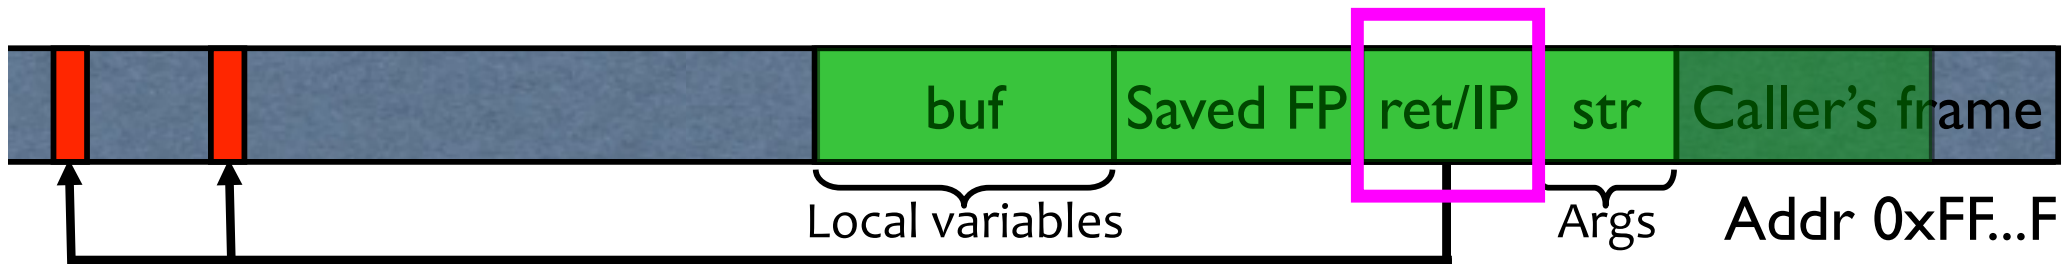 buf Saved FP ret/IP str Caller's frame
Local variables Args Addr 0xFF...F